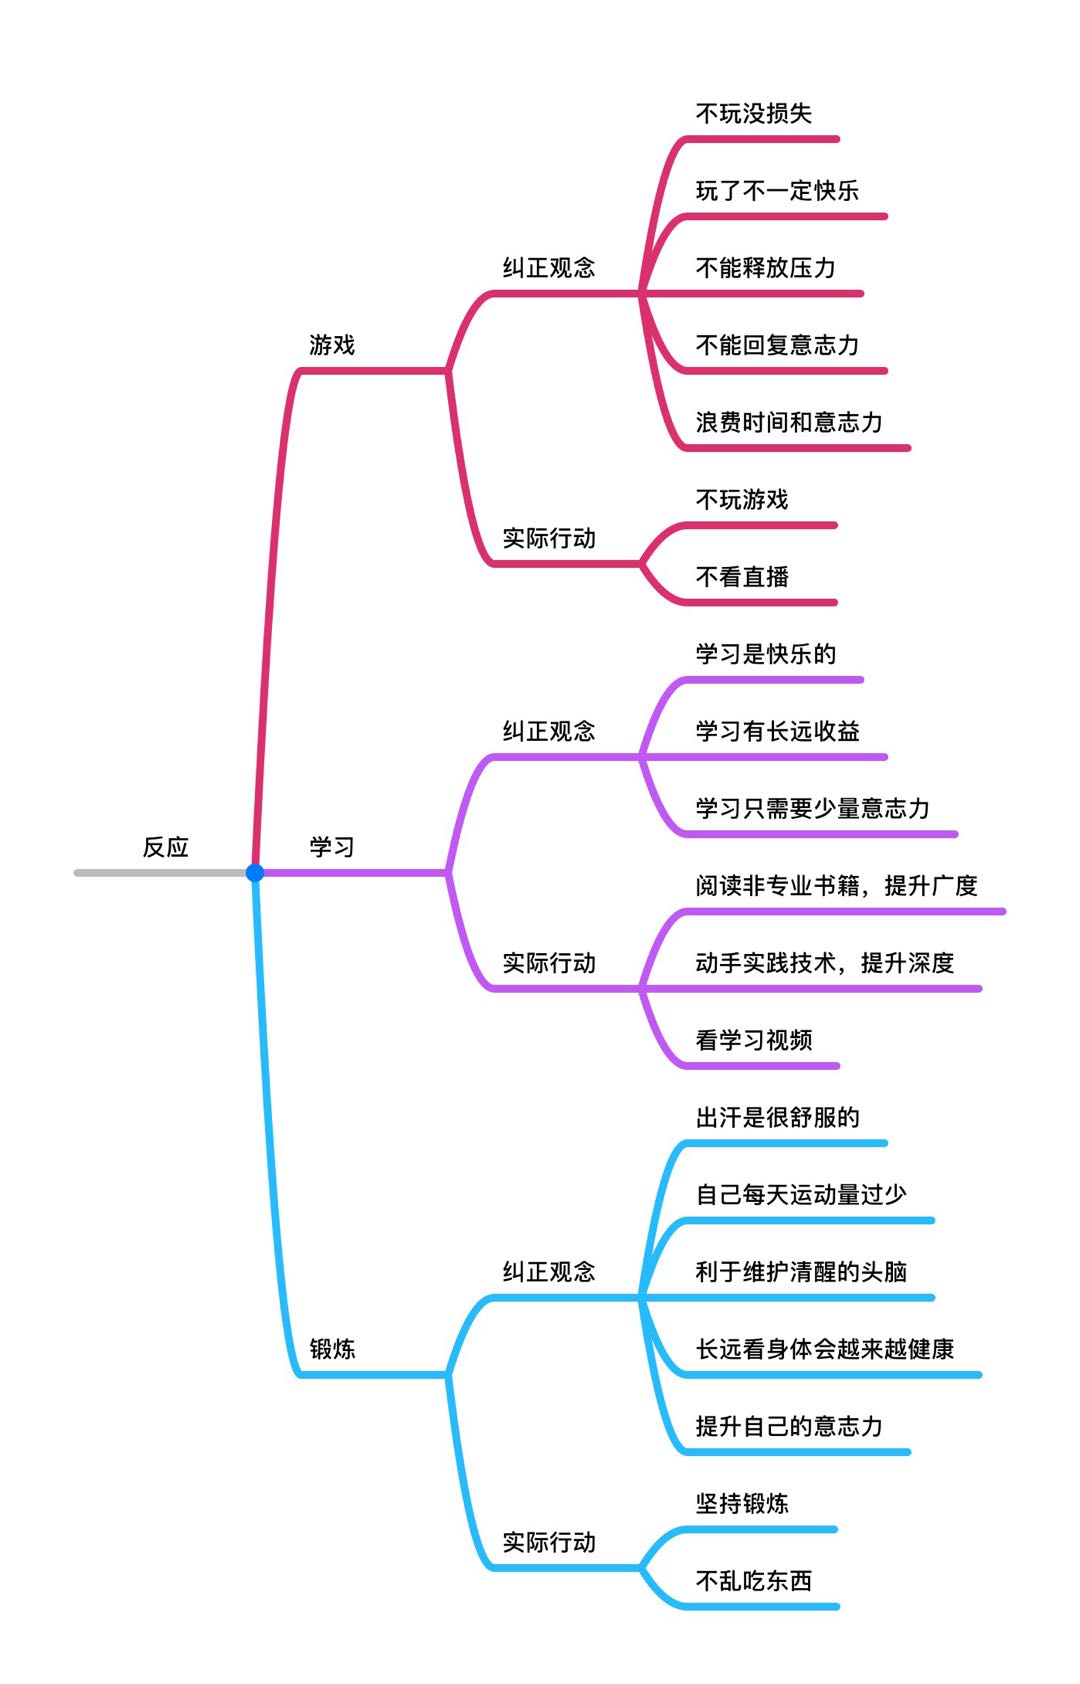 不玩没损失
玩了不一定快乐
纠正观念
不能释放压力
游戏
不能回复意志力
浪费时间和意志力
不玩游戏
实际行动
不看直播
学习是快乐的
纠正观念
学习有长远收益
学习只需要少量意志力
反应
学习
阅读非专业书籍，提升广度
实际行动
动手实践技术，提升深度
看学习视频
出汗是很舒服的
自己每天运动量过少
纠正观念
利于维护清醒的头脑
锻炼
长远看身体会越来越健康
提升自己的意志力
坚持锻炼
实际行动
不乱吃东西